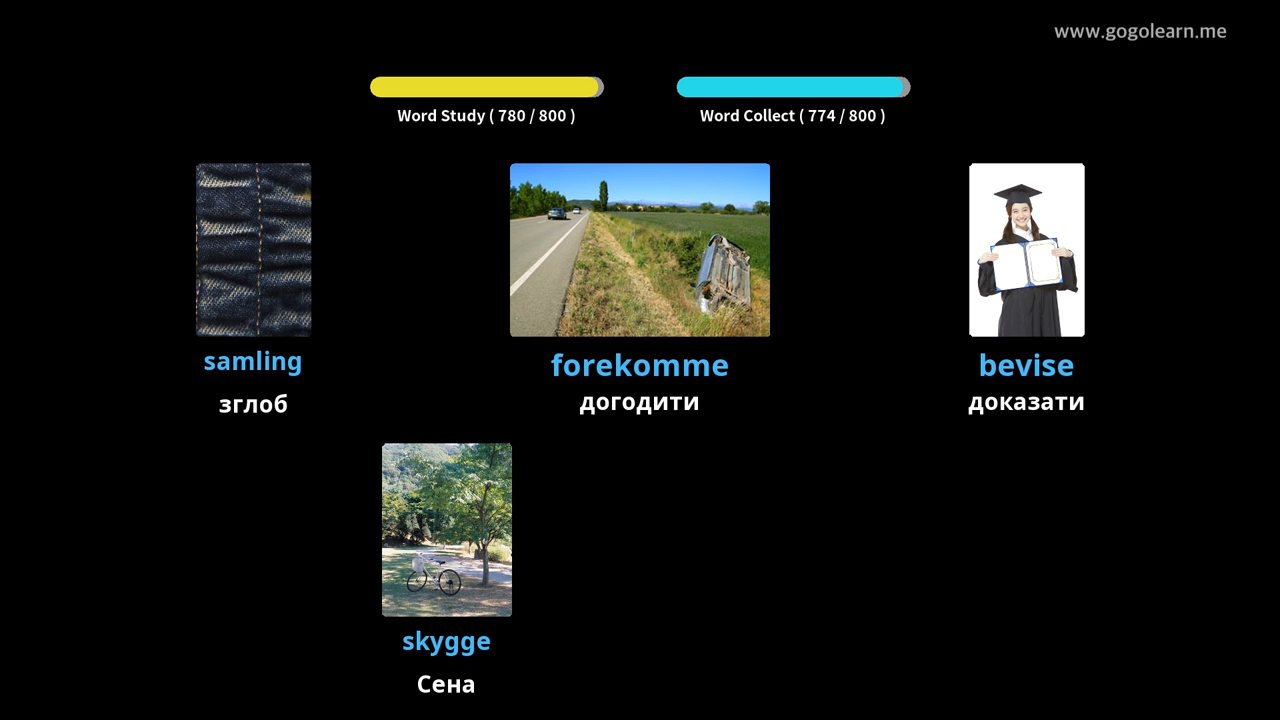 www.gogolearn.me
Word Study ( 780 / 800 )
Word Collect ( 774 / 800 )
samling
зглоб
forekomme
догодити
bevise
доказати
skygge
Сена